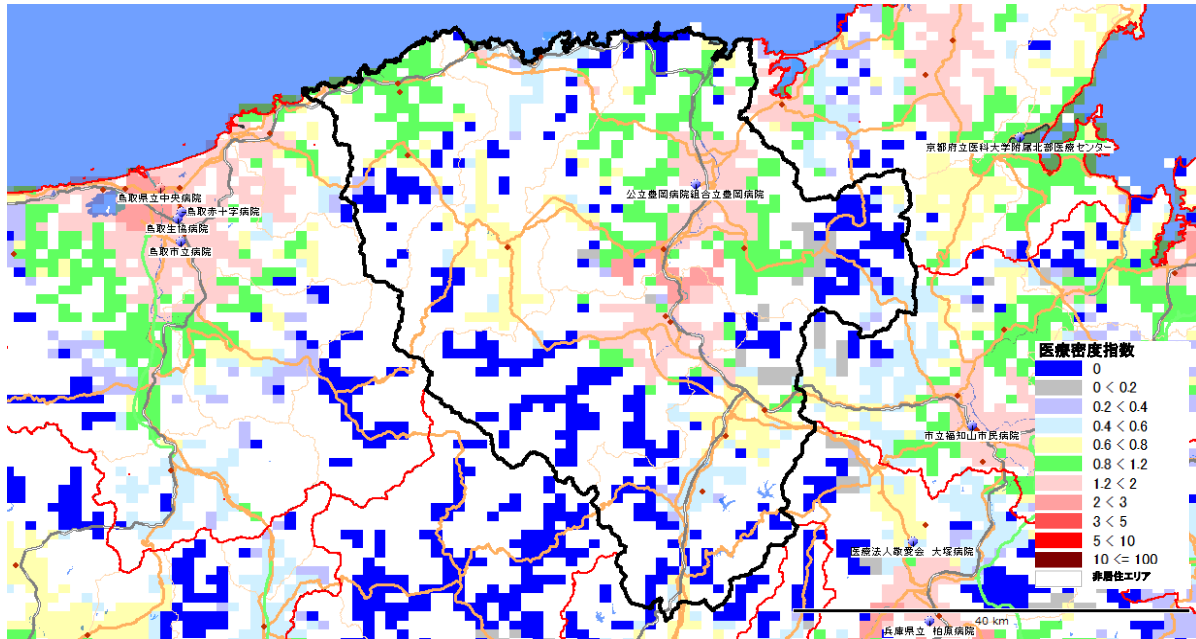 京都府立医科大学附属北部医療センター
公立豊岡病院組合立豊岡病院
鳥取県立中央病院
鳥取赤十字病院
鳥取生協病院
鳥取市立病院
医療密度指数
0
0 < 0.2
0.2 < 0.4
0.4 < 0.6
0.6 < 0.8
0.8 < 1.2
1.2 < 2
2 < 3
3 < 5
5 < 10
10 <= 100
非居住エリア
市立福知山市民病院
医療法人敬愛会 大塚病院
40 km
兵庫県立 柏原病院